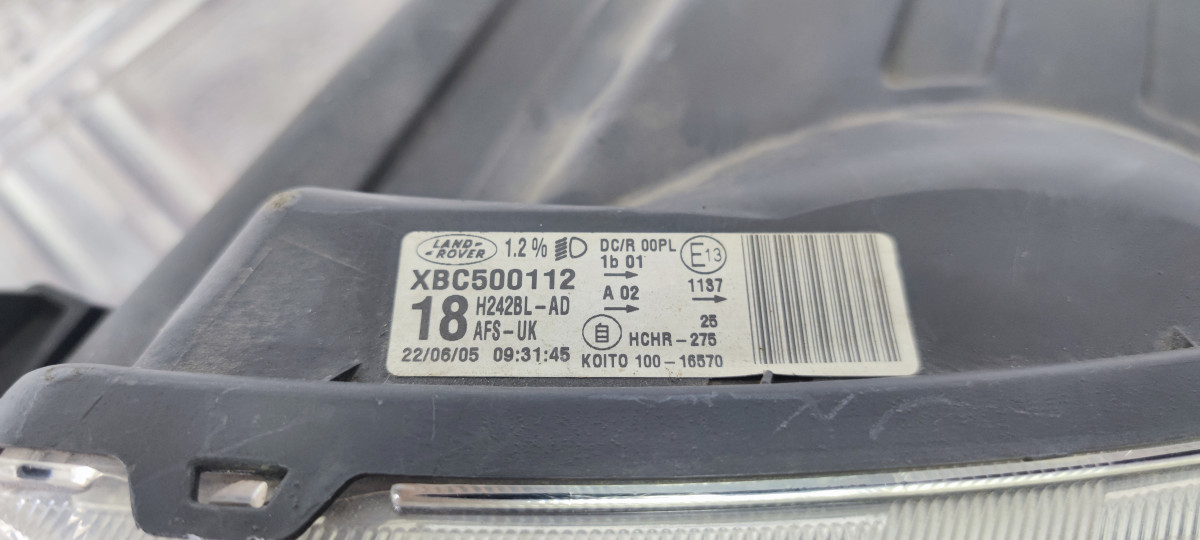 LAND-
ROVER
1.2%
XBC500112
18
H242BL-AD
AFS-UK
22/06/05 09:31:45
DC/R 00PL
1b 01
A 02
E13
1137
25
自
HCHR-275
KOITO 100-16570